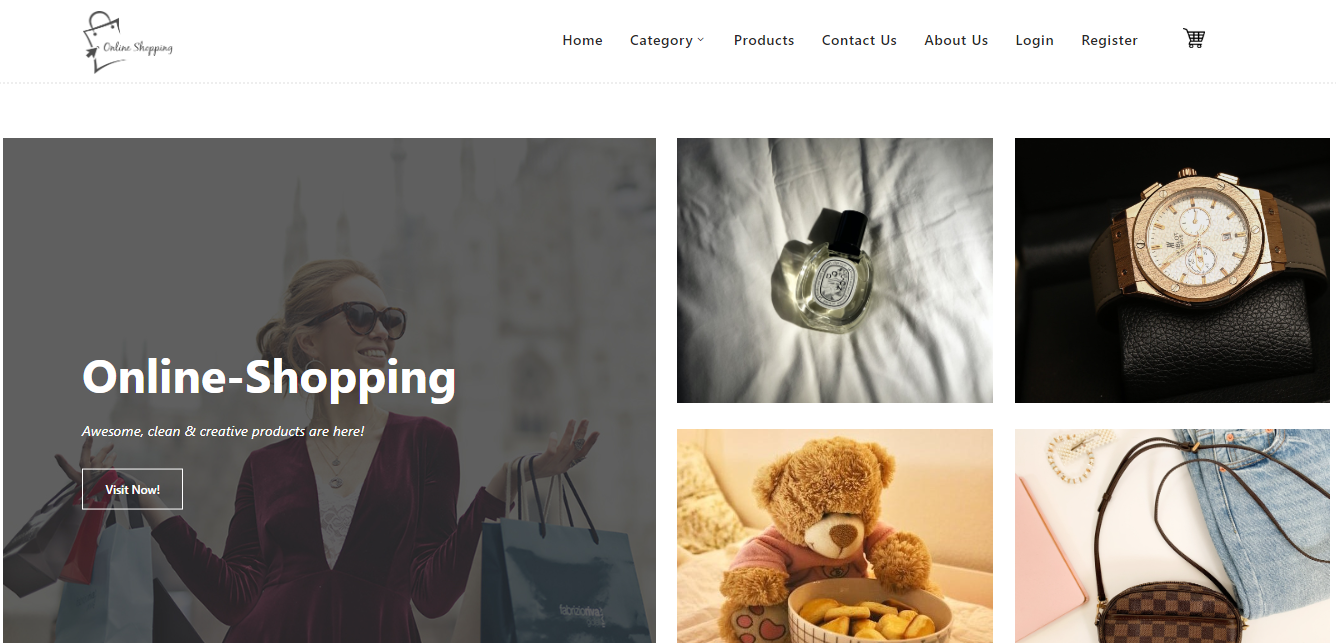 Online Shopping
Home Category Products Contact Us About Us Login Register
Online-Shopping
Awesome, clean & creative products are here!
Visit Now!